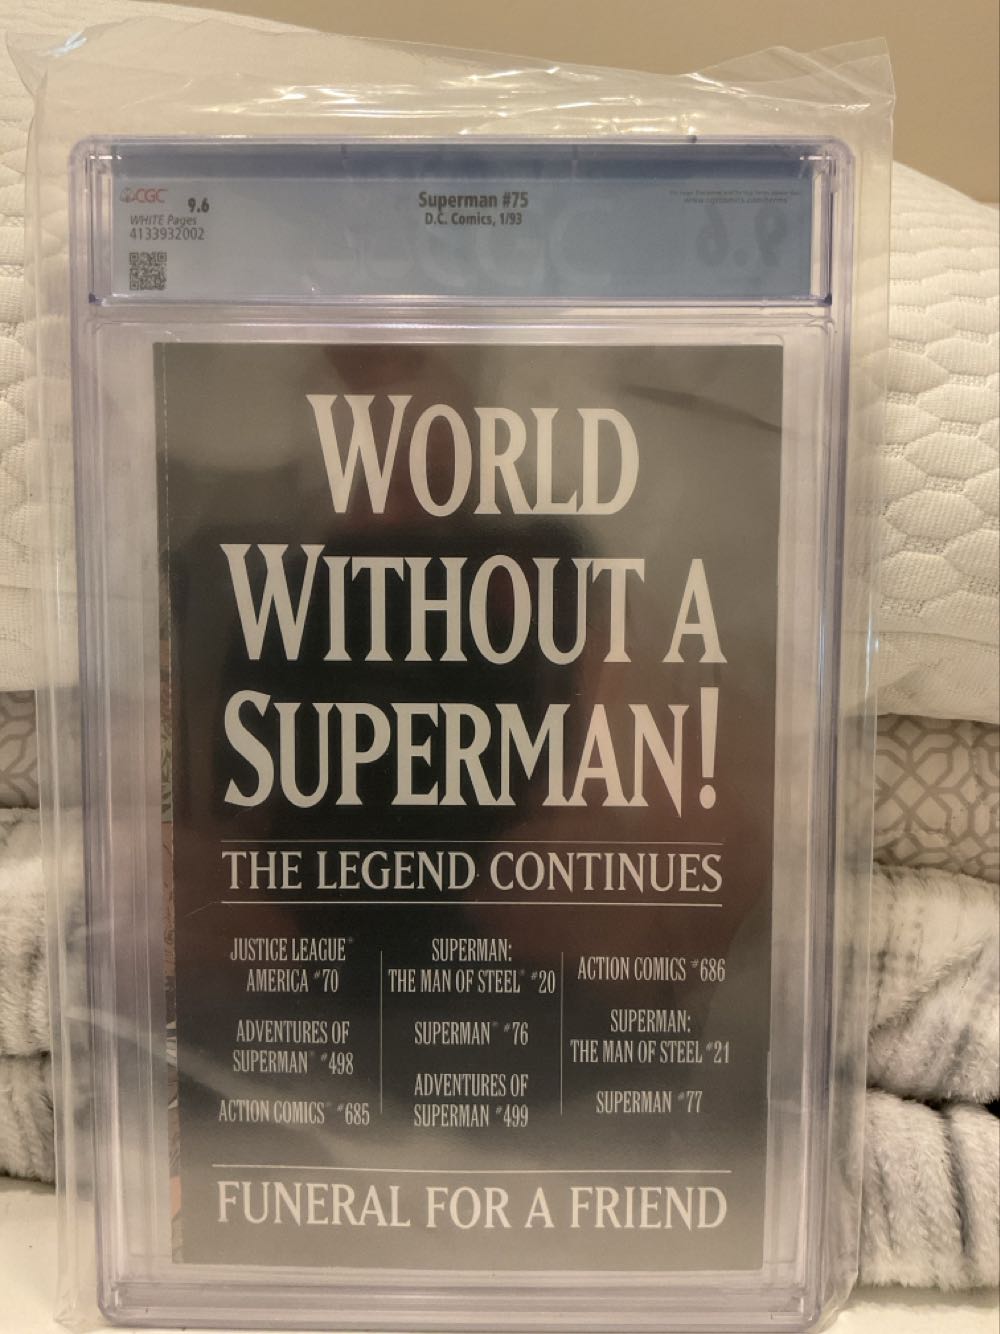 CGC 9.6
WHITE Pages
4133932002
Superman #75
D.C. Comics, 1/93
9.6
WORLD
WITHOUT A
SUPERMAN!
THE LEGEND CONTINUES
JUSTICE LEAGUE®
AMERICA #70
ADVENTURES OF
SUPERMAN® #498
ACTION COMICS® #685
SUPERMAN:
THE MAN OF STEEL® #20
SUPERMAN® #76
ADVENTURES OF
SUPERMAN #499
ACTION COMICS #686
SUPERMAN:
THE MAN OF STEEL #21
SUPERMAN #77
FUNERAL FOR A FRIEND